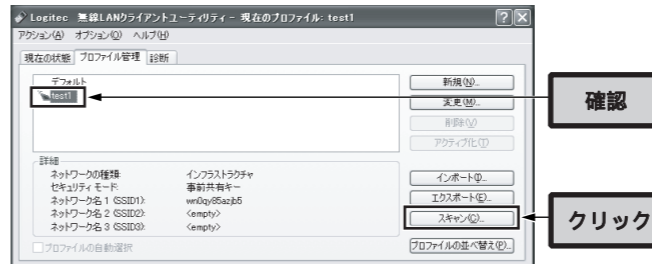 Logitec 無線LANクライアントユーティリティ - 現在のプロファイル: test1
アクション(A) オプション(O) ヘルプ(H)
現在の状態 プロファイル管理 診断
デフォルト
test1
新規(N)...
変更(M)...
削除(V)
アクティブ化(T)
確認
詳細
ネットワークの種類: インフラストラクチャ
セキュリティ モード: 事前共有キー
ネットワーク名 1 (SSID1): wn0qy85azjb5
ネットワーク名 2 (SSID2): <empty>
ネットワーク名 3 (SSID3): <empty>
インポート(I)...
エクスポート(E)...
スキャン(C)...
クリック
プロファイルの自動選択
プロファイルの並べ替え(P)...